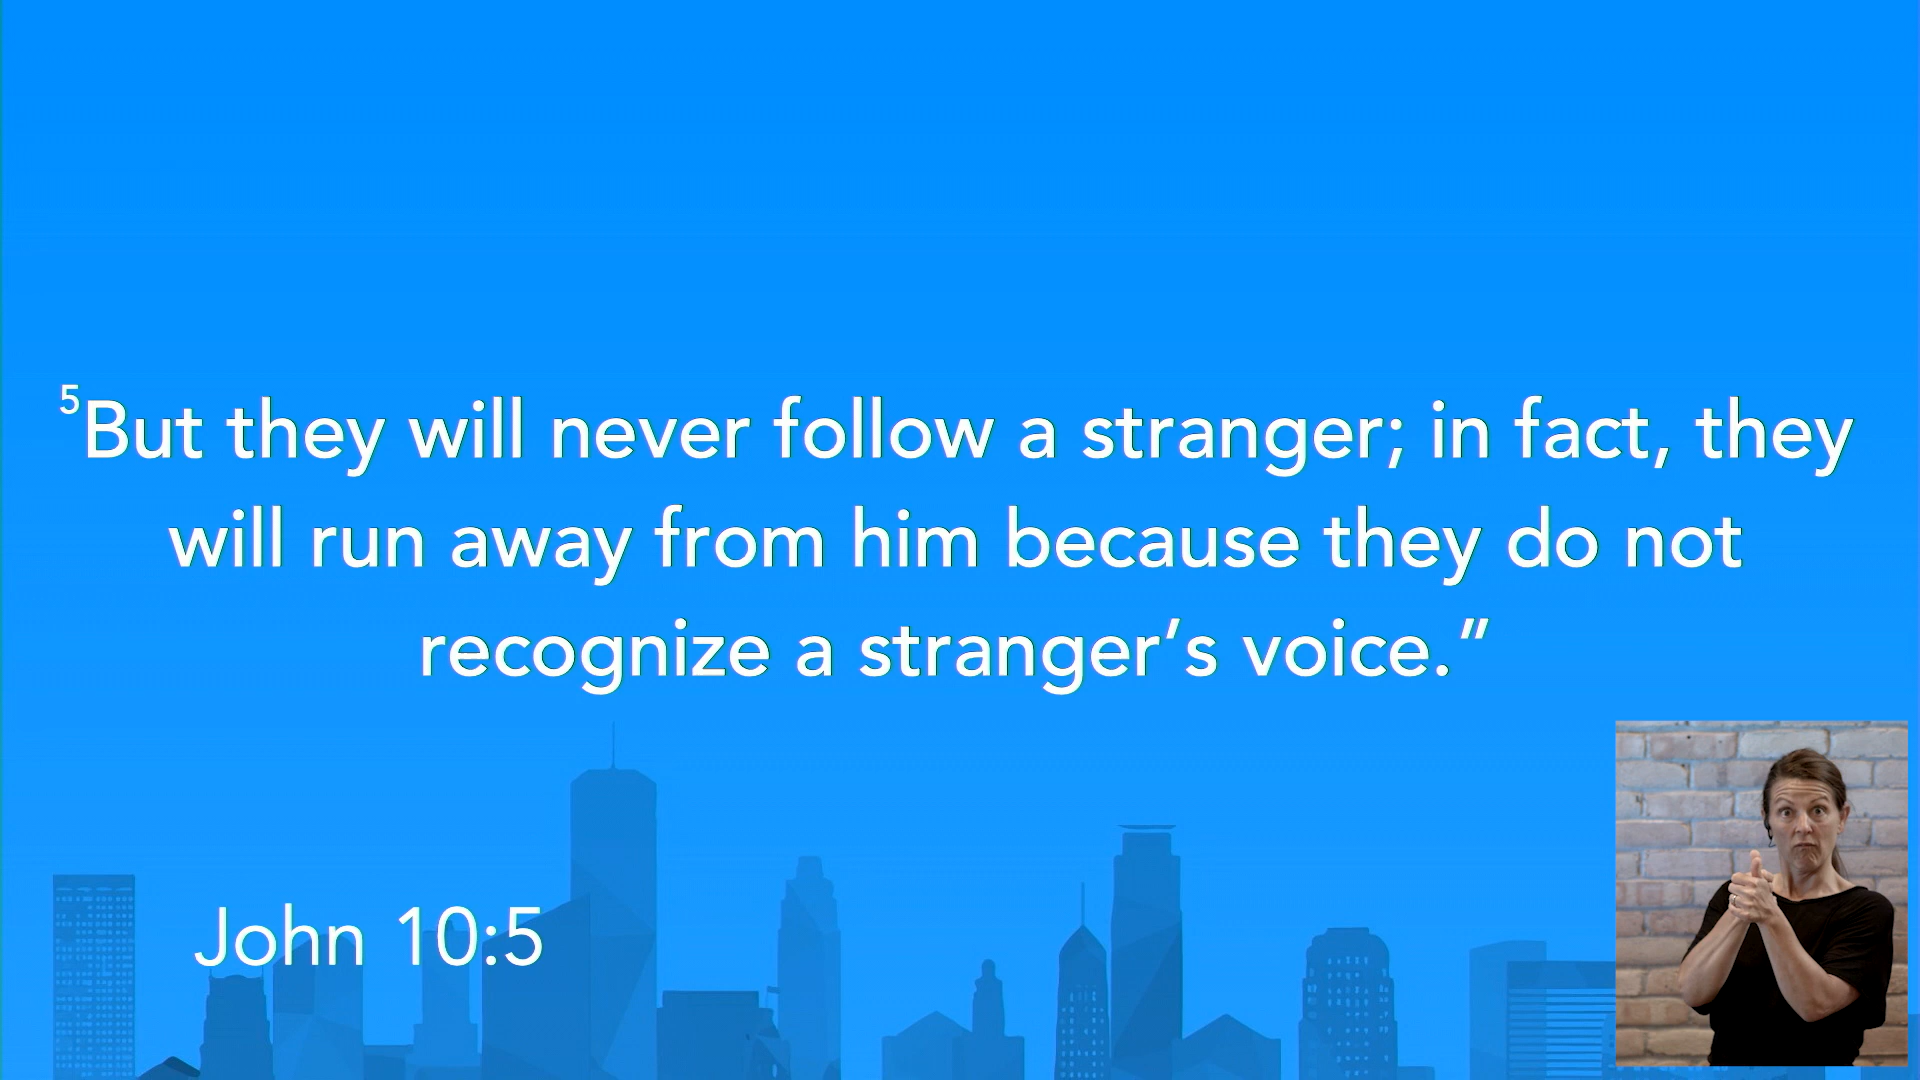 ⁵But they will never follow a stranger; in fact, they
will run away from him because they do not
recognize a stranger’s voice.”
John 10:5